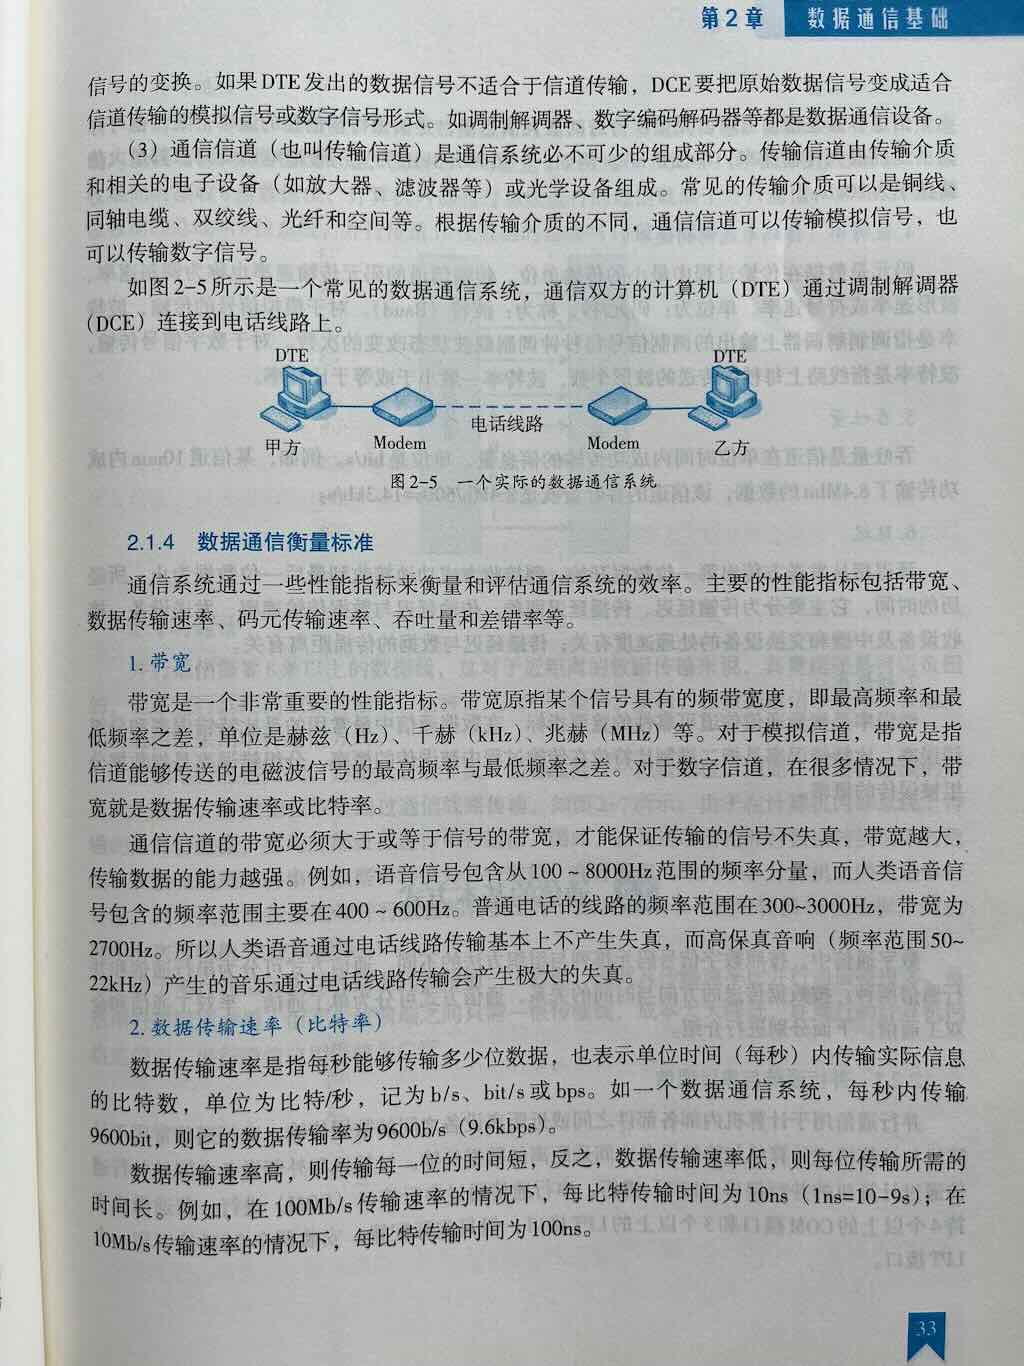 第2章 数据通信基础
信号的变换。如果DTE发出的数据信号不适合于信道传输，DCE要把原始数据信号变成适合
信道传输的模拟信号或数字信号形式。如调制解调器、数字编码解码器等都是数据通信设备。
（3）通信信道（也叫传输信道）是通信系统必不可少的组成部分。传输信道由传输介质
和相关的电子设备（如放大器、滤波器等）或光学设备组成。常见的传输介质可以是铜线、
同轴电缆、双绞线、光纤和空间等。根据传输介质的不同，通信信道可以传输模拟信号，也
可以传输数字信号。
如图2-5所示是一个常见的数据通信系统，通信双方的计算机（DTE）通过调制解调器
（DCE）连接到电话线路上。
DTE DTE
电话线路
甲方 Modem Modem 乙方
图2-5 一个实际的数据通信系统
2.1.4 数据通信衡量标准
通信系统通过一些性能指标来衡量和评估通信系统的效率。主要的性能指标包括带宽、
数据传输速率、码元传输速率、吞吐量和差错率等。
1. 带宽
带宽是一个非常重要的性能指标。带宽原指某个信号具有的频带宽度，即最高频率和最
低频率之差，单位是赫兹（Hz）、千赫（kHz）、兆赫（MHz）等。对于模拟信道，带宽是指
信道能够传送的电磁波信号的最高频率与最低频率之差。对于数字信道，在很多情况下，带
宽就是数据传输速率或比特率。
通信信道的带宽必须大于或等于信号的带宽，才能保证传输的信号不失真，带宽越大，
传输数据的能力越强。例如，语音信号包含从100～8000Hz范围的频率分量，而人类语音信
号包含的频率范围主要在400～600Hz。普通电话的线路的频率范围在300~3000Hz，带宽为
2700Hz。所以人类语音通过电话线路传输基本上不产生失真，而高保真音响（频率范围50~
22kHz）产生的音乐通过电话线路传输会产生极大的失真。
2. 数据传输速率（比特率）
数据传输速率是指每秒能够传输多少位数据，也表示单位时间（每秒）内传输实际信息
的比特数，单位为比特/秒，记为b/s、bit/s或bps。如一个数据通信系统，每秒内传输
9600bit，则它的数据传输率为9600b/s（9.6kbps）。
数据传输速率高，则传输每一位的时间短，反之，数据传输速率低，则每位传输所需的
时间长。例如，在100Mb/s传输速率的情况下，每比特传输时间为10ns（1ns=10-9s）；在
10Mb/s传输速率的情况下，每比特传输时间为100ns。
33